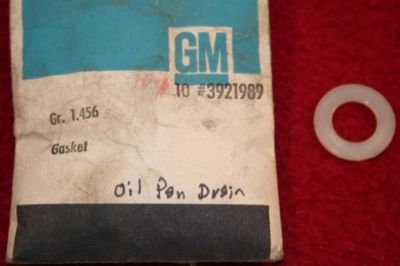 GM
10 #3921989
Gr. 1.456
Gasket
Oil Pan Drain